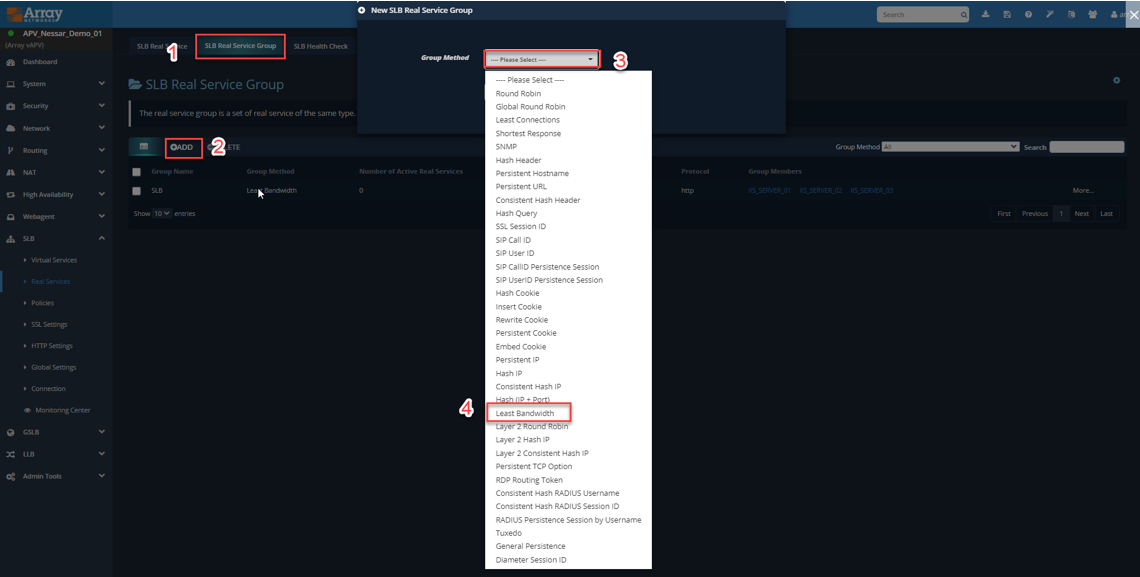 Array
NETWORKS
New SLB Real Service Group
Search
APV_Nessar_Demo_01
(Array vAPV)
Dashboard
System
Security
Network
Routing
NAT
High Availability
Webagent
SLB
Virtual Services
Real Services
Policies
SSL Settings
HTTP Settings
Global Settings
Connection
Monitoring Center
GSLB
LLB
Admin Tools
SLB Real Service
SLB Real Service Group
SLB Health Check
1
SLB Real Service Group
The real service group is a set of real service of the same type.
ADD
2
Group Method All
Search
Group Name Group Method Number of Active Real Services Protocol Group Members
SLB Least Bandwidth 0 http IIS_SERVER_01 IIS_SERVER_02 IIS_SERVER_03 More...
Show 10 entries
First Previous 1 Next Last
Group Method
---- Please Select ----
3
---- Please Select ----
Round Robin
Global Round Robin
Least Connections
Shortest Response
SNMP
Hash Header
Persistent Hostname
Persistent URL
Consistent Hash Header
Hash Query
SSL Session ID
SIP Call ID
SIP User ID
SIP CallID Persistence Session
SIP UserID Persistence Session
Hash Cookie
Insert Cookie
Rewrite Cookie
Persistent Cookie
Embed Cookie
Persistent IP
Hash IP
Consistent Hash IP
Hash (IP + Port)
4
Least Bandwidth
Layer 2 Round Robin
Layer 2 Hash IP
Layer 2 Consistent Hash IP
Persistent TCP Option
RDP Routing Token
Consistent Hash RADIUS Username
Consistent Hash RADIUS Session ID
RADIUS Persistence Session by Username
Tuxedo
General Persistence
Diameter Session ID